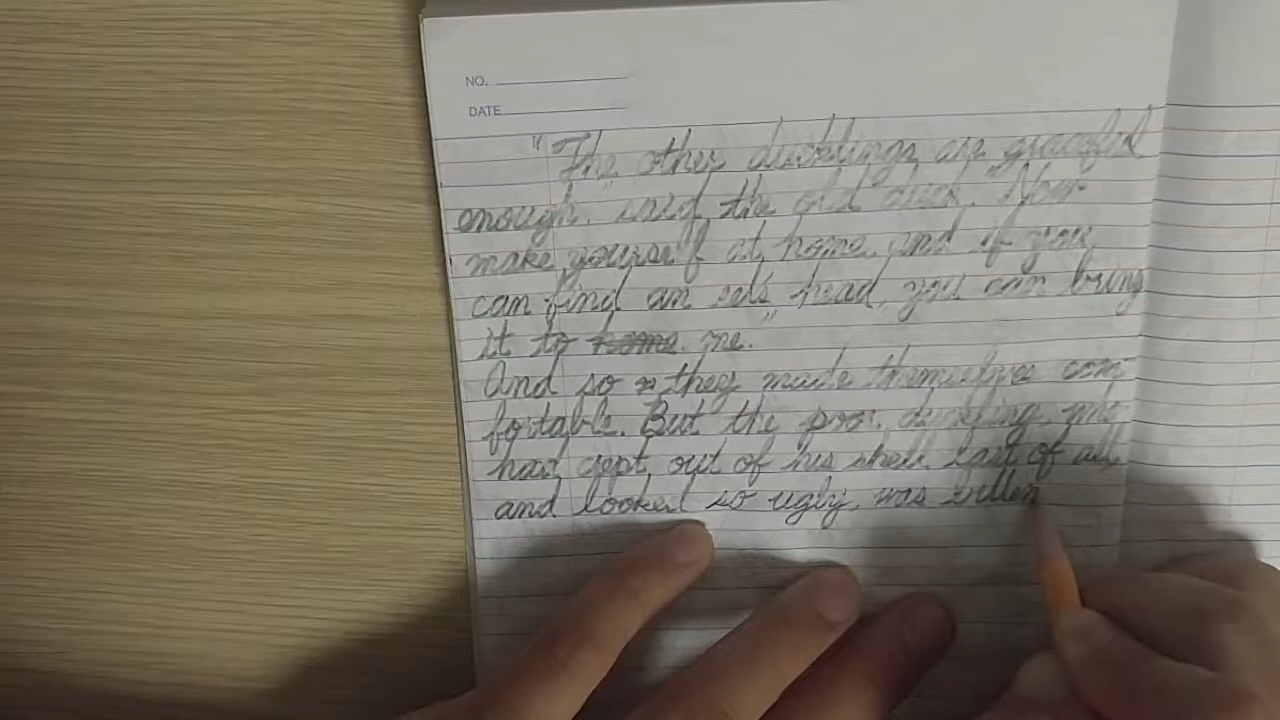 NO.
DATE
"The other ducklings are graceful
enough," said the old duck. "Now
make yourself at home, and if you
can find an eel's head, you can bring
it to home me."
And so they made themselves com-
fortable. But the poor duckling who
had crept out of his shell last of all,
and looked so ugly, was bitten